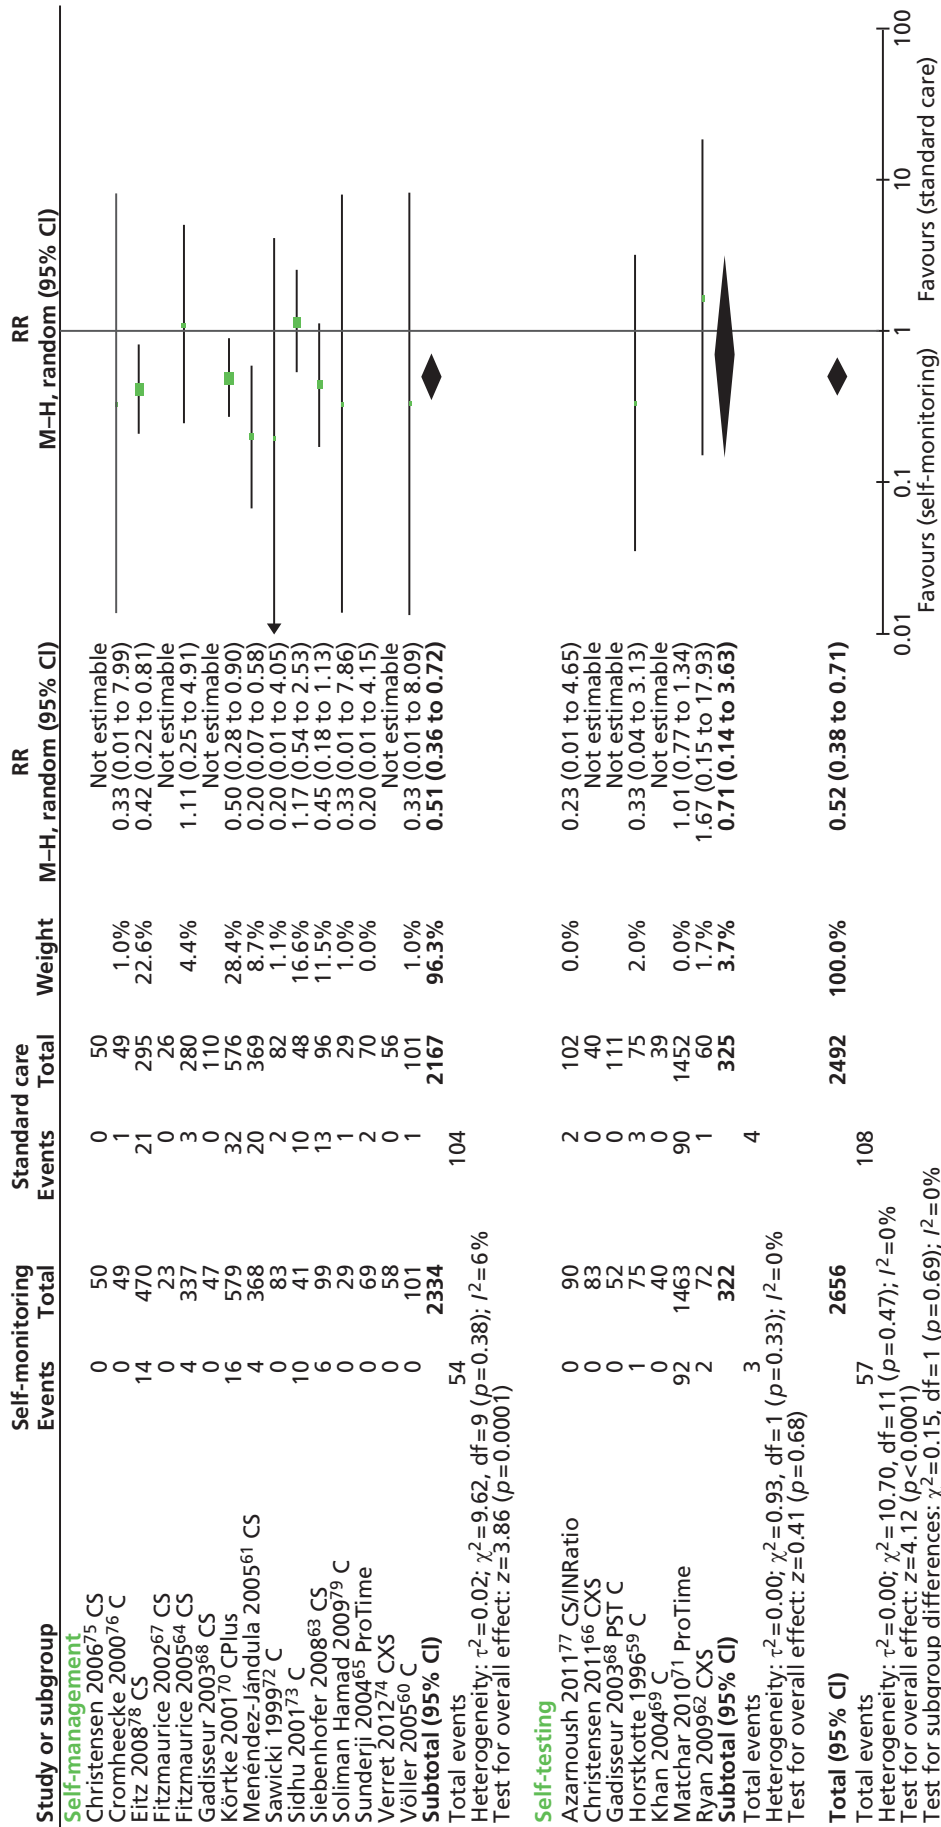 Study or subgroup Self-monitoring Events Total Standard care Events Total Weight RR M–H, random (95% CI) RR M–H, random (95% CI)
Self-management
Christensen 2006⁷⁵ CS 0 50 0 50 Not estimable
Cromheecke 2000⁷⁶ C 0 49 1 49 1.0% 0.33 (0.01 to 7.99)
Eitz 2008⁷⁸ CS 14 470 21 295 22.6% 0.42 (0.22 to 0.81)
Fitzmaurice 2002⁶⁷ CS 0 23 0 26 Not estimable
Fitzmaurice 2005⁶⁴ CS 4 337 3 280 4.4% 1.11 (0.25 to 4.91)
Gadisseur 2003⁶⁸ CS 0 47 0 110 Not estimable
Körtke 2001⁷⁰ CPlus 16 579 32 576 28.4% 0.50 (0.28 to 0.90)
Menéndez-Jándula 2005⁶¹ CS 4 368 20 369 8.7% 0.20 (0.07 to 0.58)
Sawicki 1999⁷² C 0 83 2 82 1.1% 0.20 (0.01 to 4.05)
Sidhu 2001⁷³ C 10 41 10 48 16.6% 1.17 (0.54 to 2.53)
Siebenhofer 2008⁶³ CS 6 99 13 96 11.5% 0.45 (0.18 to 1.13)
Soliman Hamad 2009⁷⁹ C 0 29 1 29 1.0% 0.33 (0.01 to 7.86)
Sunderji 2004⁶⁵ ProTime 0 69 2 70 0.0% 0.20 (0.01 to 4.15)
Verret 2012⁷⁴ CXS 0 58 0 56 Not estimable
Völler 2005⁶⁰ C 0 101 1 101 1.0% 0.33 (0.01 to 8.09)
Subtotal (95% CI) 2334 2167 96.3% 0.51 (0.36 to 0.72)
Total events 54 104
Heterogeneity: τ²=0.02; χ²=9.62, df=9 (p=0.38); I²=6%
Test for overall effect: z=3.86 (p=0.0001)
Self-testing
Azarnoush 2011⁷⁷ CS/INRatio 0 90 2 102 0.0% 0.23 (0.01 to 4.65)
Christensen 2011⁶⁶ CXS 0 83 0 40 Not estimable
Gadisseur 2003⁶⁸ PST C 0 52 0 111 Not estimable
Horstkotte 1996⁵⁹ C 1 75 3 75 2.0% 0.33 (0.04 to 3.13)
Khan 2004⁶⁹ C 0 40 0 39 Not estimable
Matchar 2010⁷¹ ProTime 92 1463 90 1452 0.0% 1.01 (0.77 to 1.34)
Ryan 2009⁶² CXS 2 72 1 60 1.7% 1.67 (0.15 to 17.93)
Subtotal (95% CI) 322 325 3.7% 0.71 (0.14 to 3.63)
Total events 3 4
Heterogeneity: τ²=0.00; χ²=0.93, df=1 (p=0.33); I²=0%
Test for overall effect: z=0.41 (p=0.68)
Total (95% CI) 2656 2492 100.0% 0.52 (0.38 to 0.71)
Total events 57 108
Heterogeneity: τ²=0.00; χ²=10.70, df=11 (p=0.47); I²=0%
Test for overall effect: z=4.12 (p<0.0001)
Test for subgroup differences: χ²=0.15, df=1 (p=0.69); I²=0%
0.01 0.1 1 10 100
Favours (self-monitoring) Favours (standard care)